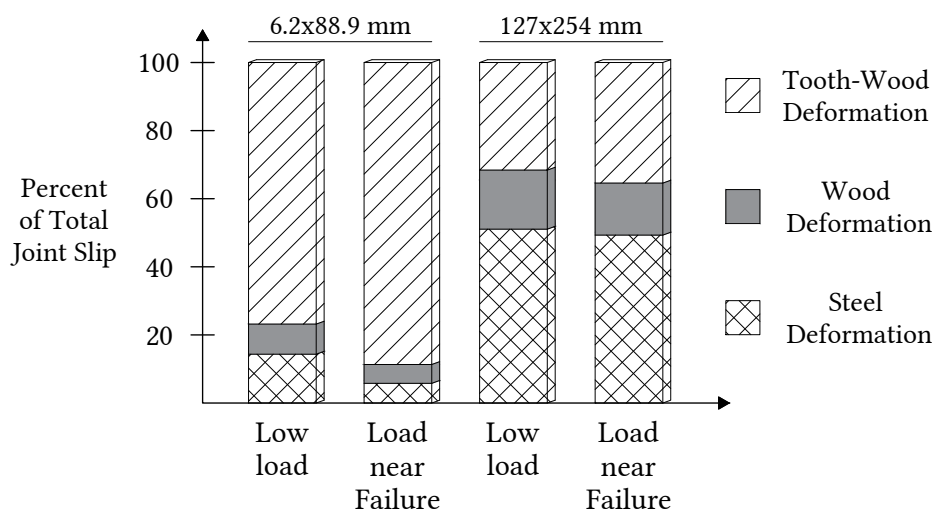 6.2x88.9 mm
127x254 mm
100
80
60
40
20
Percent
of Total
Joint Slip
Low
load
Load
near
Failure
Low
load
Load
near
Failure
Tooth-Wood
Deformation
Wood
Deformation
Steel
Deformation